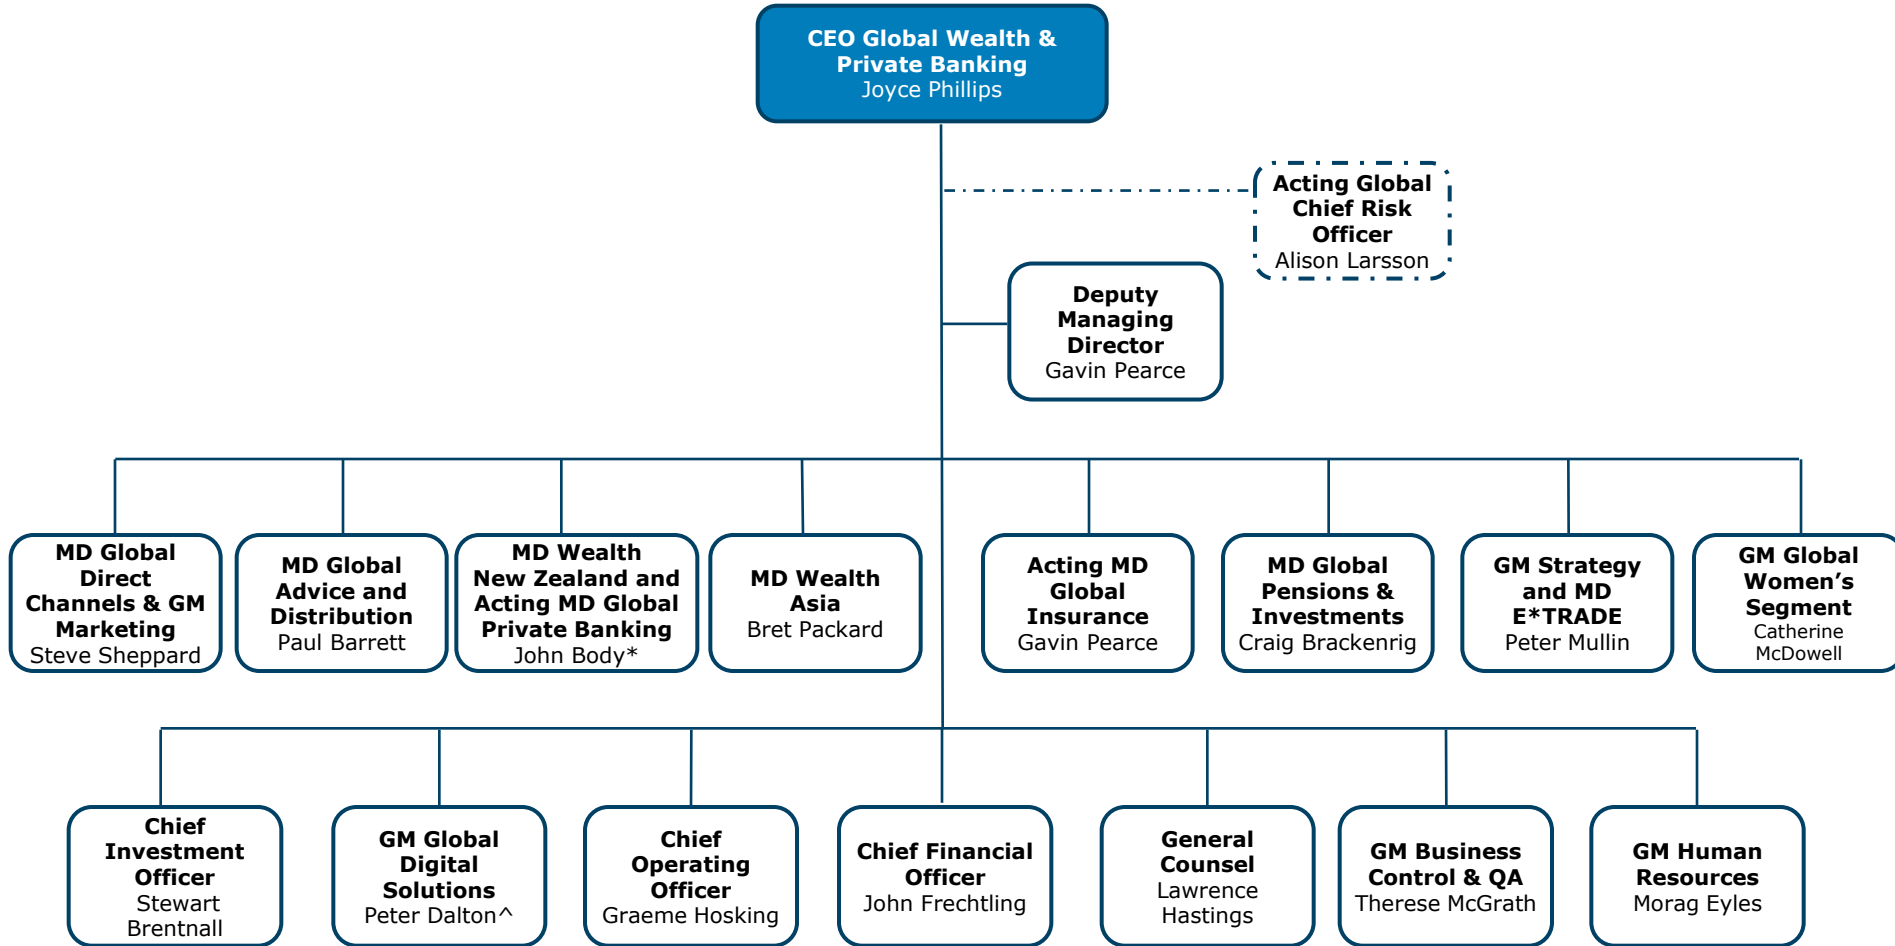 CEO Global Wealth &
Private Banking
Joyce Phillips
Acting Global
Chief Risk
Officer
Alison Larsson
Deputy
Managing
Director
Gavin Pearce
MD Global
Direct
Channels & GM
Marketing
Steve Sheppard
MD Global
Advice and
Distribution
Paul Barrett
MD Wealth
New Zealand and
Acting MD Global
Private Banking
John Body*
MD Wealth
Asia
Bret Packard
Acting MD
Global
Insurance
Gavin Pearce
MD Global
Pensions &
Investments
Craig Brackenrig
GM Strategy
and MD
E*TRADE
Peter Mullin
GM Global
Women’s
Segment
Catherine
McDowell
Chief
Investment
Officer
Stewart
Brentnall
GM Global
Digital
Solutions
Peter Dalton^
Chief
Operating
Officer
Graeme Hosking
Chief Financial
Officer
John Frechtling
General
Counsel
Lawrence
Hastings
GM Business
Control & QA
Therese McGrath
GM Human
Resources
Morag Eyles